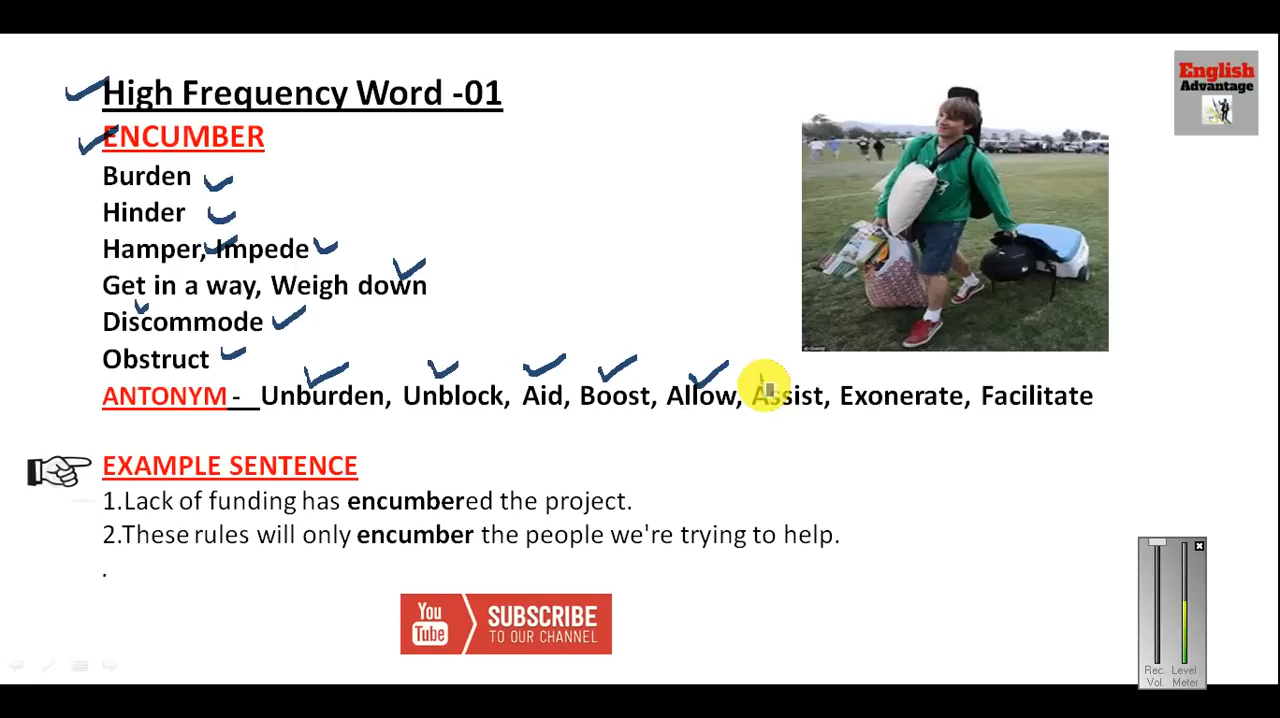 High Frequency Word -01
English
Advantage
ENCUMBER
Burden
Hinder
Hamper, Impede
Get in a way, Weigh down
Discommode
Obstruct
ANTONYM - Unburden, Unblock, Aid, Boost, Allow, Assist, Exonerate, Facilitate
EXAMPLE SENTENCE
1.Lack of funding has encumbered the project.
2.These rules will only encumber the people we're trying to help.
.
You
Tube
SUBSCRIBE
TO OUR CHANNEL
Rec. Level
Vol. Meter